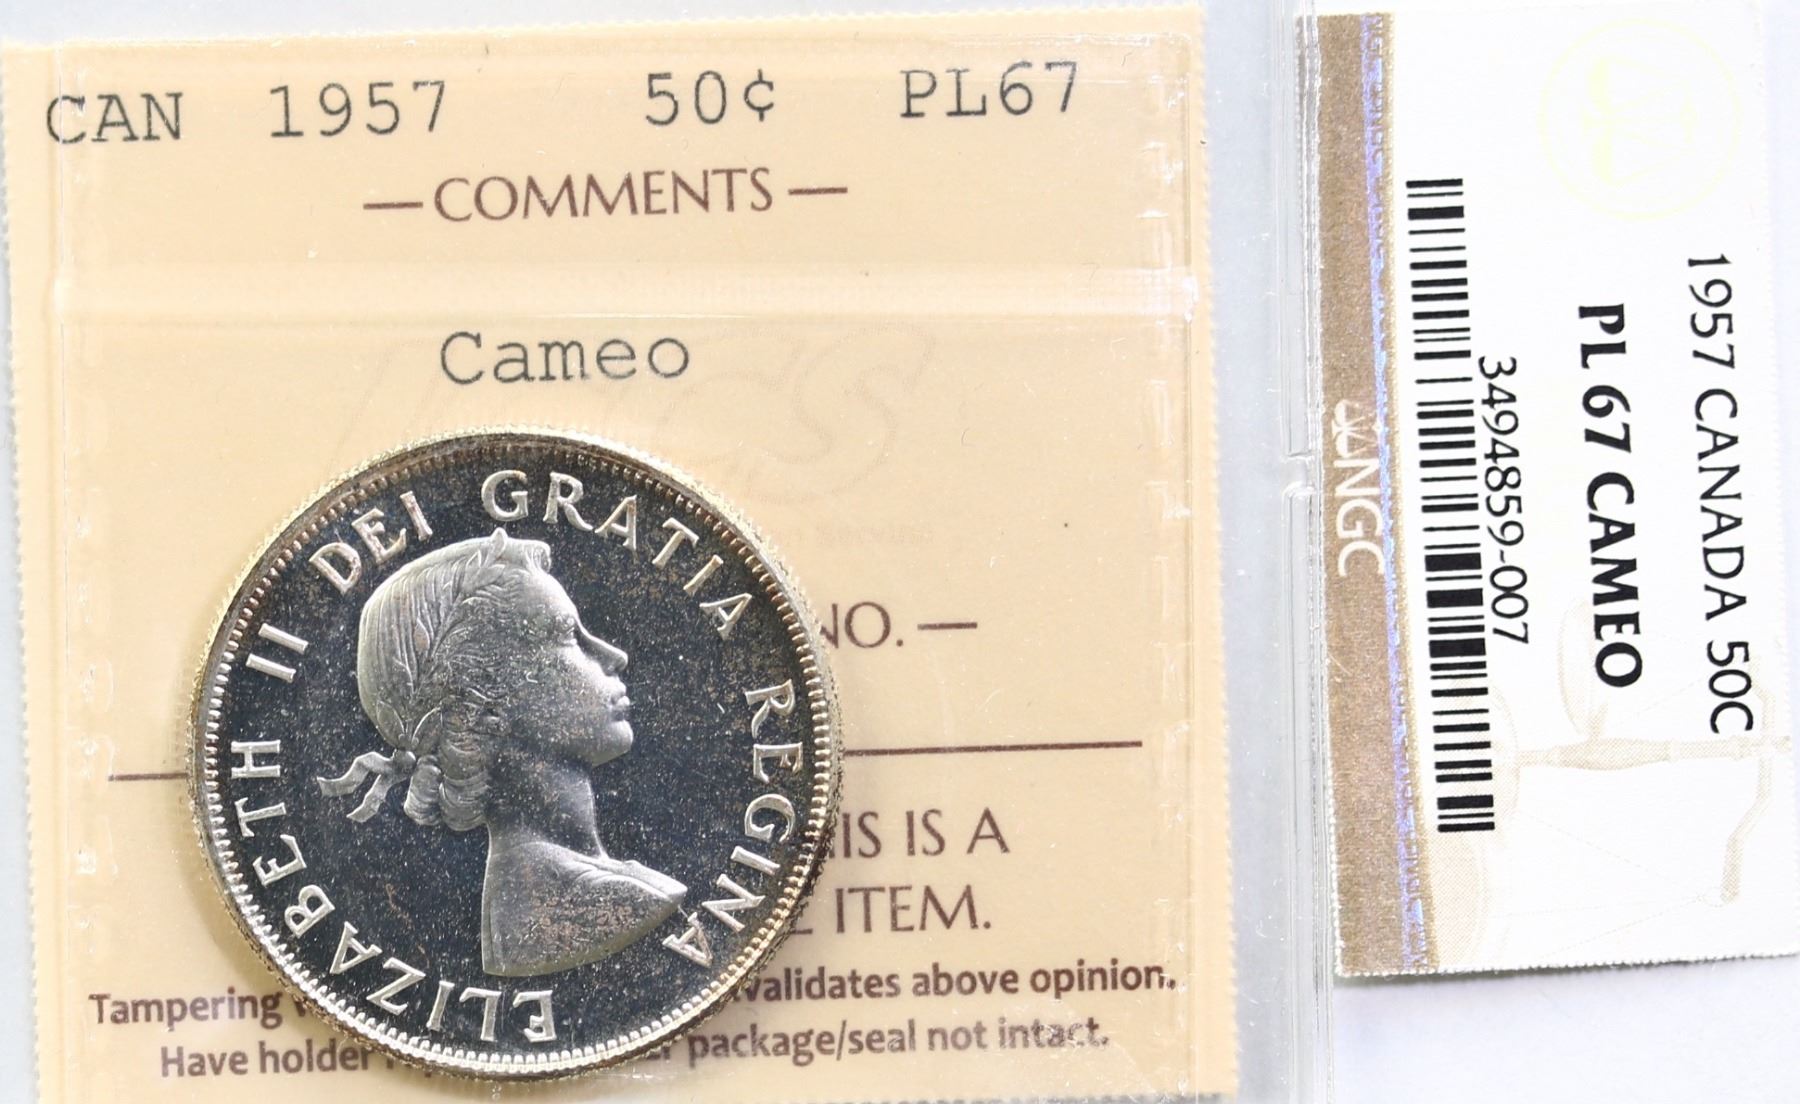 CAN 1957 50¢ PL67
— COMMENTS —
Cameo
ICCS
NO. —
IS IS A
ITEM.
Tampering validates above opinion.
Have holder package/seal not intact.
ELIZABETH II DEI GRATIA REGINA
1957 CANADA 50C
PL 67 CAMEO
3494859-007
NGC